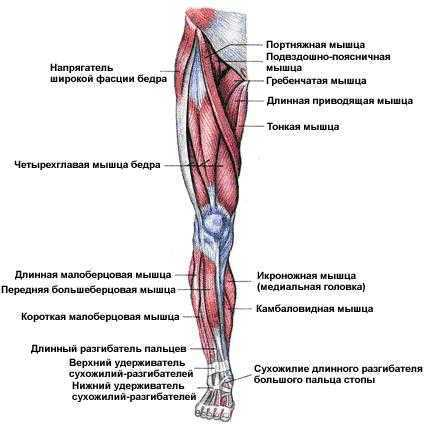 Портняжная мышца
Подвздошно-поясничная
мышца
Напрягатель
широкой фасции бедра
Гребенчатая мышца
Длинная приводящая мышца
Тонкая мышца
Четырехглавая мышца бедра
Длинная малоберцовая мышца
Икроножная мышца
(медиальная головка)
Передняя большеберцовая мышца
Камбаловидная мышца
Короткая малоберцовая мышца
Длинный разгибатель пальцев
Верхний удерживатель
сухожилий-разгибателей
Сухожилие длинного разгибателя
большого пальца стопы
Нижний удерживатель
сухожилий-разгибателей